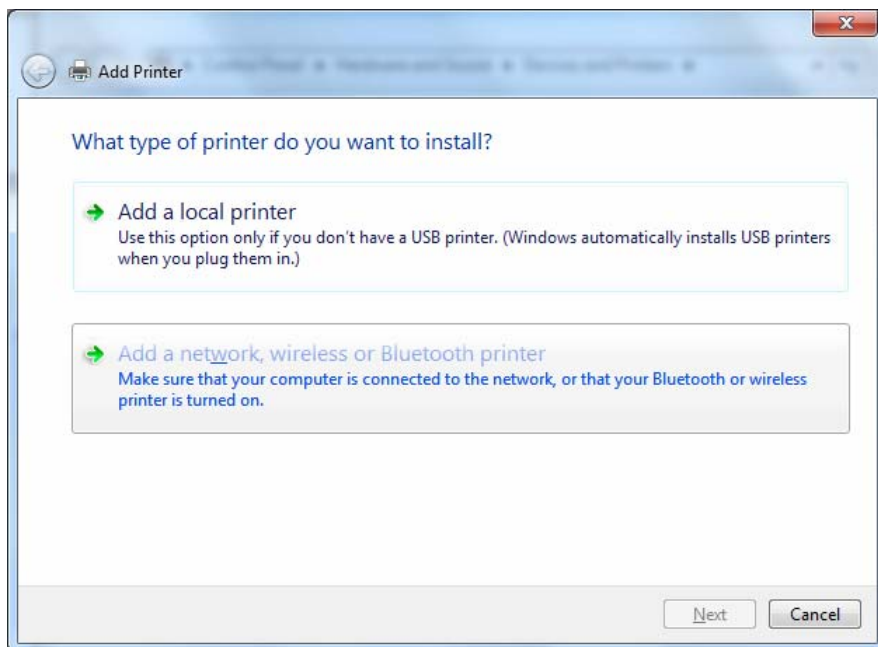 Add Printer
What type of printer do you want to install?
Add a local printer
Use this option only if you don't have a USB printer. (Windows automatically installs USB printers
when you plug them in.)
Add a network, wireless or Bluetooth printer
Make sure that your computer is connected to the network, or that your Bluetooth or wireless
printer is turned on.
Next
Cancel